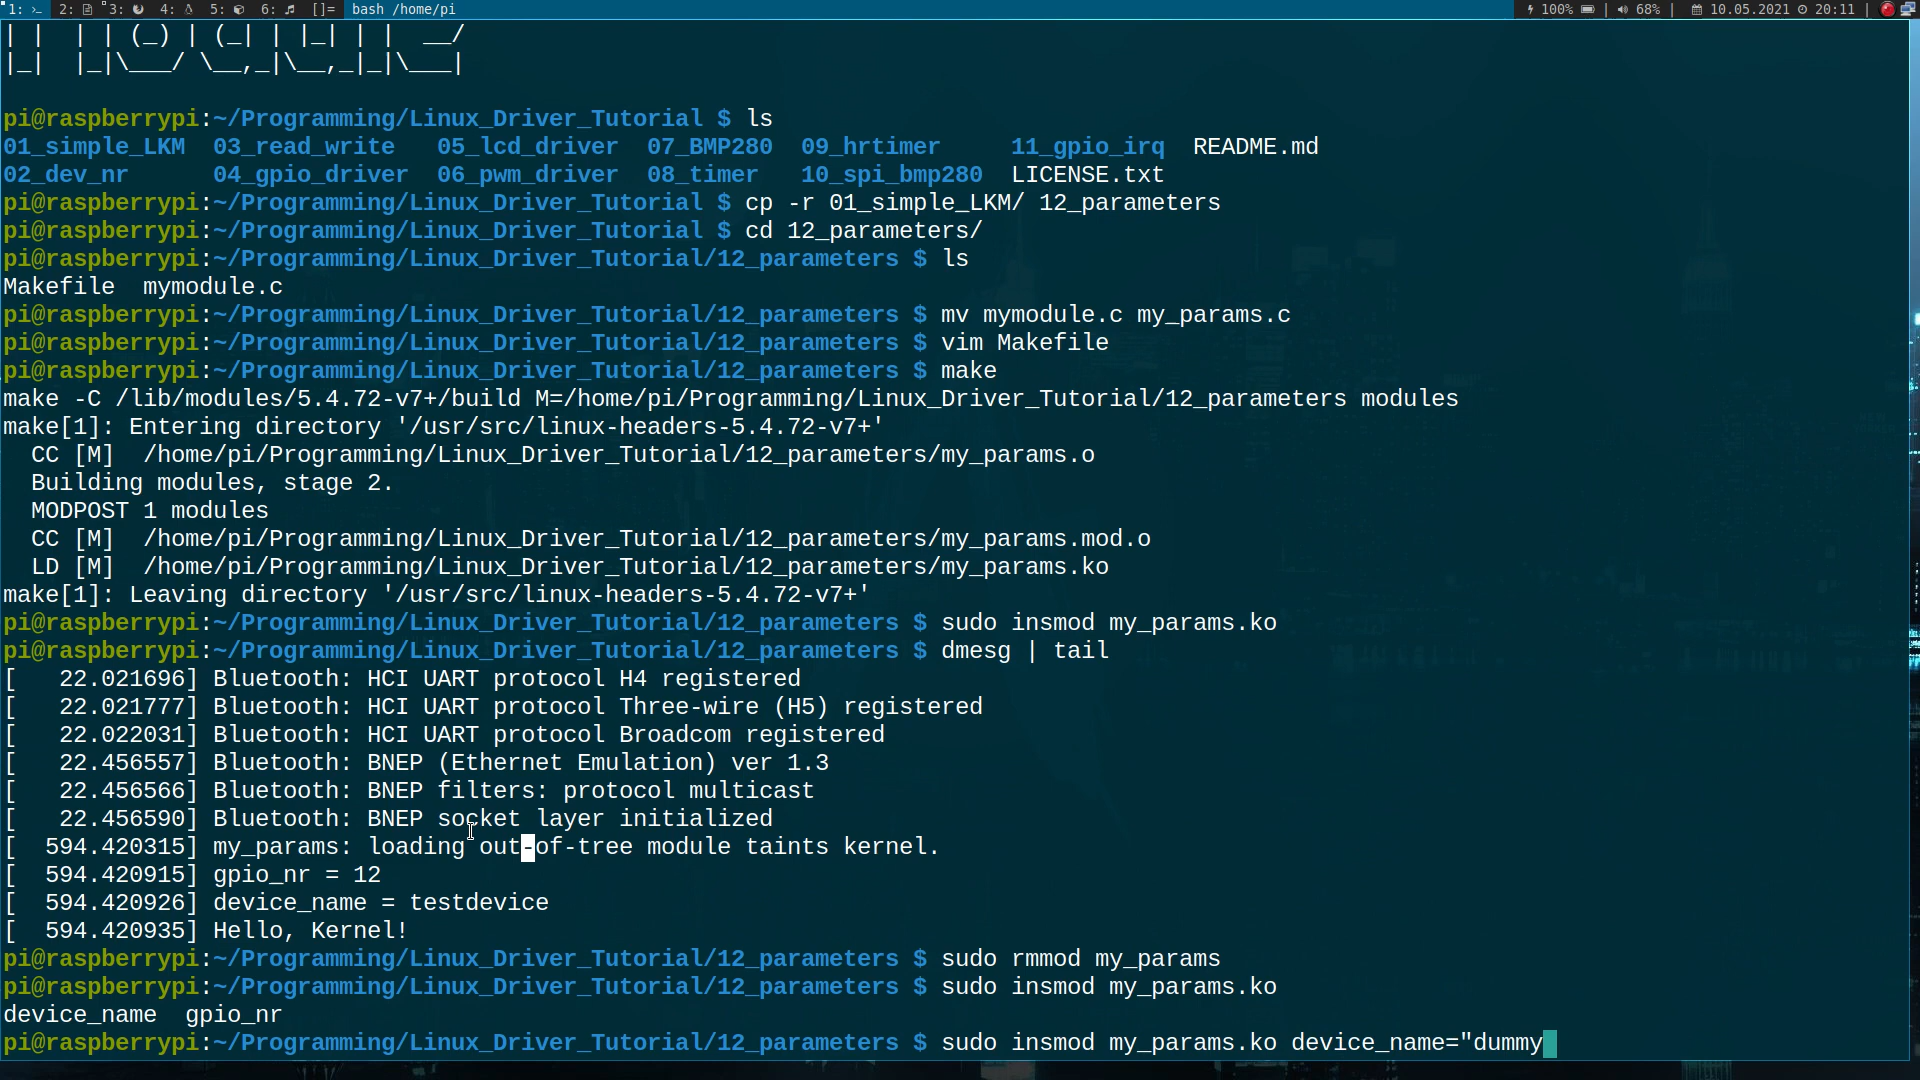 1: 2: 3: 4: 5: 6: []= bash /home/pi 100% | 68% | 10.05.2021 20:11 |
| |   | | (_) | (_| | |_| | |  __/
|_|  |_|\___/ \__,_|\__,_|_|\___|
pi@raspberrypi:~/Programming/Linux_Driver_Tutorial $ ls
01_simple_LKM  03_read_write   05_lcd_driver  07_BMP280  09_hrtimer     11_gpio_irq  README.md
02_dev_nr      04_gpio_driver  06_pwm_driver  08_timer   10_spi_bmp280  LICENSE.txt
pi@raspberrypi:~/Programming/Linux_Driver_Tutorial $ cp -r 01_simple_LKM/ 12_parameters
pi@raspberrypi:~/Programming/Linux_Driver_Tutorial $ cd 12_parameters/
pi@raspberrypi:~/Programming/Linux_Driver_Tutorial/12_parameters $ ls
Makefile  mymodule.c
pi@raspberrypi:~/Programming/Linux_Driver_Tutorial/12_parameters $ mv mymodule.c my_params.c
pi@raspberrypi:~/Programming/Linux_Driver_Tutorial/12_parameters $ vim Makefile
pi@raspberrypi:~/Programming/Linux_Driver_Tutorial/12_parameters $ make
make -C /lib/modules/5.4.72-v7+/build M=/home/pi/Programming/Linux_Driver_Tutorial/12_parameters modules
make[1]: Entering directory '/usr/src/linux-headers-5.4.72-v7+'
  CC [M]  /home/pi/Programming/Linux_Driver_Tutorial/12_parameters/my_params.o
  Building modules, stage 2.
  MODPOST 1 modules
  CC [M]  /home/pi/Programming/Linux_Driver_Tutorial/12_parameters/my_params.mod.o
  LD [M]  /home/pi/Programming/Linux_Driver_Tutorial/12_parameters/my_params.ko
make[1]: Leaving directory '/usr/src/linux-headers-5.4.72-v7+'
pi@raspberrypi:~/Programming/Linux_Driver_Tutorial/12_parameters $ sudo insmod my_params.ko
pi@raspberrypi:~/Programming/Linux_Driver_Tutorial/12_parameters $ dmesg | tail
[   22.021696] Bluetooth: HCI UART protocol H4 registered
[   22.021777] Bluetooth: HCI UART protocol Three-wire (H5) registered
[   22.022031] Bluetooth: HCI UART protocol Broadcom registered
[   22.456557] Bluetooth: BNEP (Ethernet Emulation) ver 1.3
[   22.456566] Bluetooth: BNEP filters: protocol multicast
[   22.456590] Bluetooth: BNEP socket layer initialized
[  594.420315] my_params: loading out-of-tree module taints kernel.
[  594.420915] gpio_nr = 12
[  594.420926] device_name = testdevice
[  594.420935] Hello, Kernel!
pi@raspberrypi:~/Programming/Linux_Driver_Tutorial/12_parameters $ sudo rmmod my_params
pi@raspberrypi:~/Programming/Linux_Driver_Tutorial/12_parameters $ sudo insmod my_params.ko
device_name  gpio_nr
pi@raspberrypi:~/Programming/Linux_Driver_Tutorial/12_parameters $ sudo insmod my_params.ko device_name="dummy